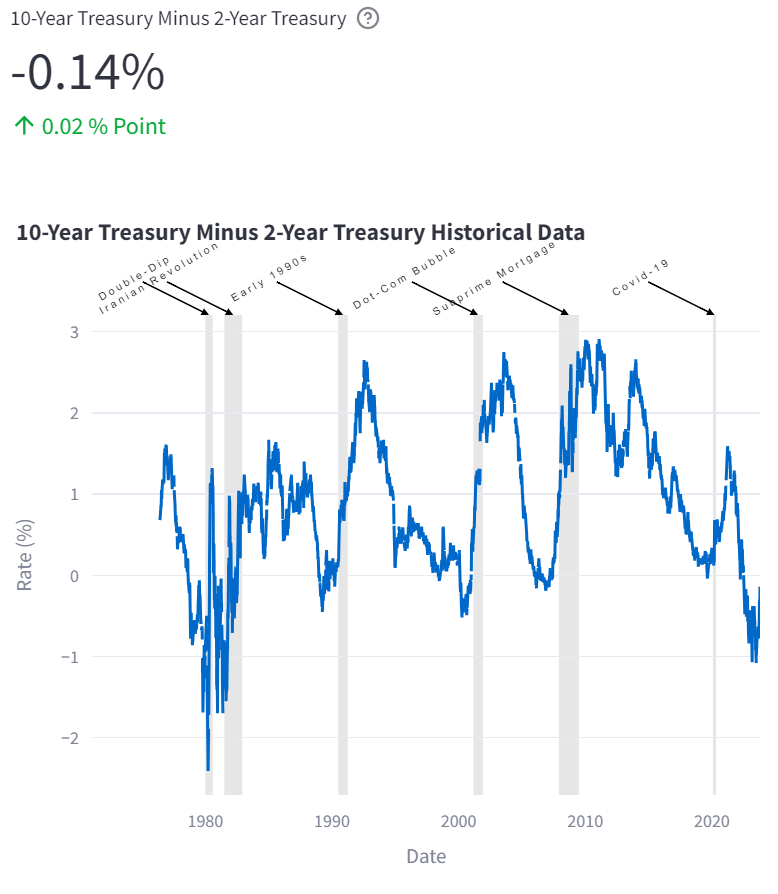 10-Year Treasury Minus 2-Year Treasury ?
-0.14%
↑ 0.02 % Point
10-Year Treasury Minus 2-Year Treasury Historical Data
Double-Dip
Iranian Revolution
Early 1990s
Dot-Com Bubble
Subprime Mortgage
Covid-19
3
2
1
0
−1
−2
Rate (%)
1980 1990 2000 2010 2020
Date